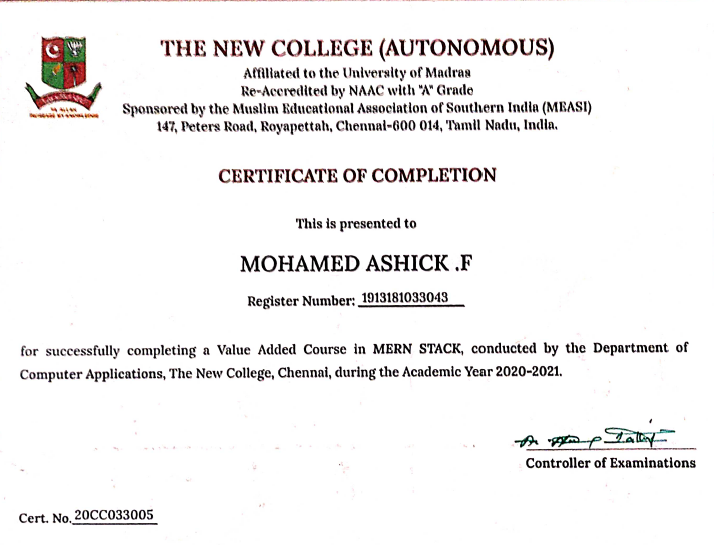 THE NEW COLLEGE (AUTONOMOUS)
Affiliated to the University of Madras
Re-Accredited by NAAC with "A" Grade
Sponsored by the Muslim Educational Association of Southern India (MEASI)
147, Peters Road, Royapettah, Chennai-600 014, Tamil Nadu, India.
CERTIFICATE OF COMPLETION
This is presented to
MOHAMED ASHICK .F
Register Number: 1913181033043
for successfully completing a Value Added Course in MERN STACK, conducted by the Department of
Computer Applications, The New College, Chennai, during the Academic Year 2020-2021.
Controller of Examinations
Cert. No. 20CC033005